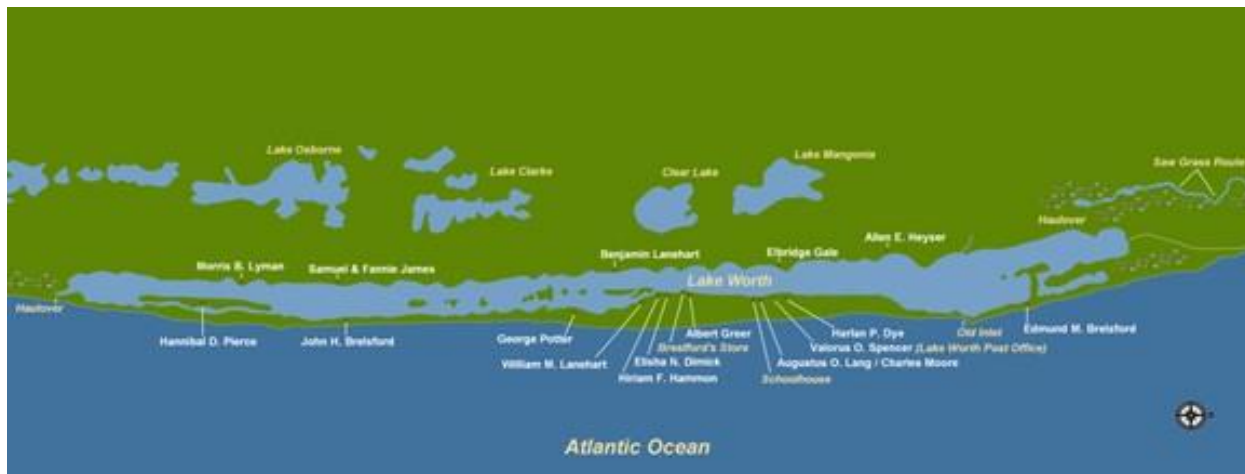 Lake Osborne
Lake Clarke
Clear Lake
Lake Mangonia
Saw Grass Route
Haulover
Allen E. Heyser
Elbridge Gale
Benjamin Lanehart
Morris B. Lyman
Samuel & Fannie James
Lake Worth
Haulover
Hannibal D. Pierce
John H. Brelsford
George Potter
William M. Lanehart
Hiriam F. Hammon
Elisha N. Dimick
Albert Greer
Brelford's Store
Harlan P. Dye
Valorus O. Spencer (Lake Worth Post Office)
Augustus O. Lang / Charles Moore
Schoolhouse
Old Inlet
Edmund M. Brelsford
Atlantic Ocean